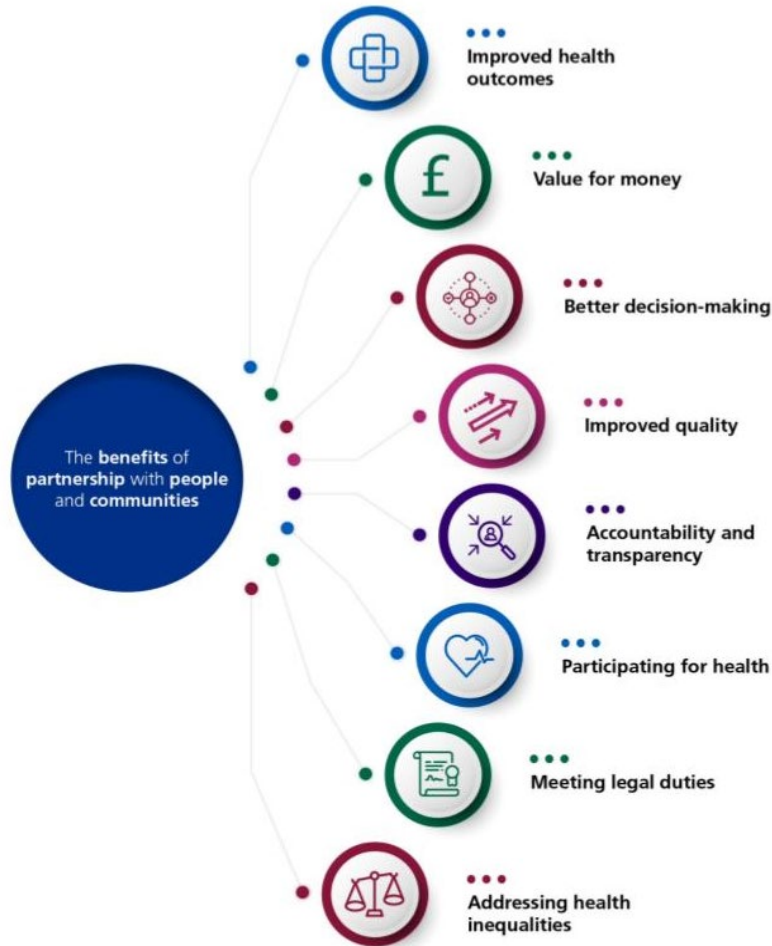 Improved health
outcomes
£
Value for money
Better decision-making
Improved quality
The benefits of
partnership with people
and communities
Accountability and
transparency
Participating for health
Meeting legal duties
Addressing health
inequalities